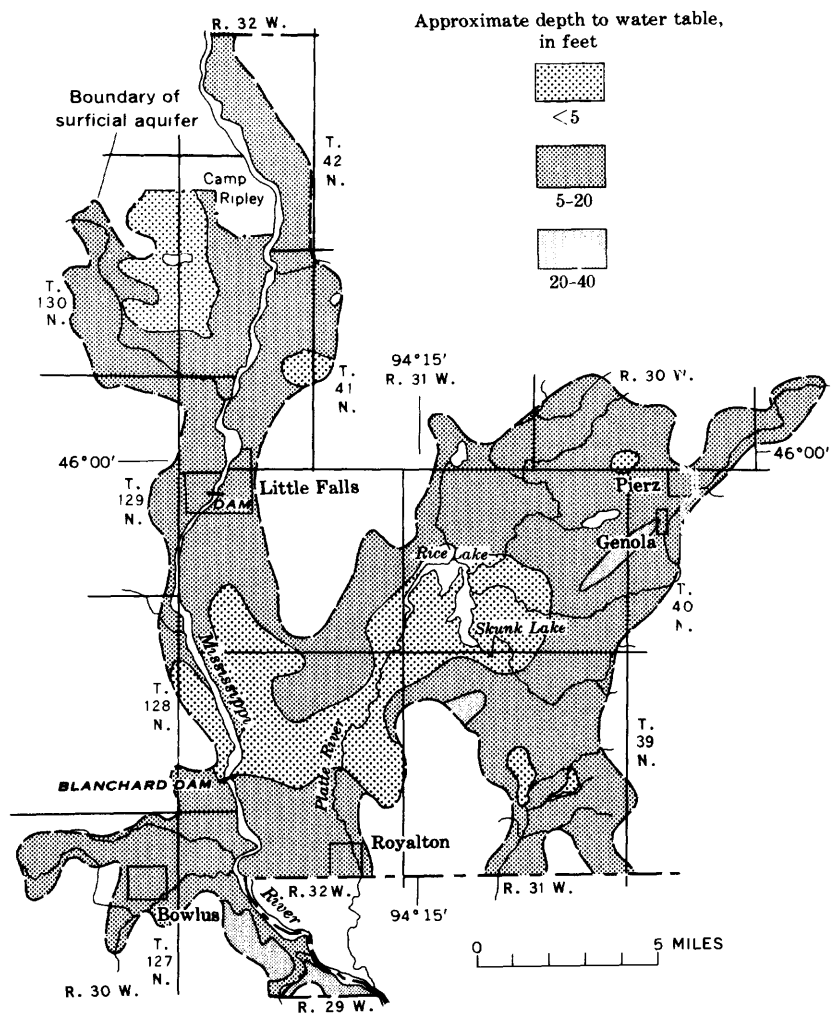 R. 32 W.
Approximate depth to water table,
in feet
<5
5-20
20-40
Boundary of
surficial aquifer
T.
42
N.
Camp
Ripley
T.
130
N.
T.
41
N.
94°15'
R. 31 W.
R. 30 W.
46°00'
46°00'
T.
129
N.
DAM
Little Falls
Pierz
Genola
Rice Lake
Skunk Lake
T.
40
N.
Mississippi
T.
128
N.
T.
39
N.
Platte River
BLANCHARD DAM
Royalton
R. 32 W.
R. 31 W.
Bowlus
River
94°15'
0 5 MILES
T.
127
N.
R. 30 W.
R. 29 W.